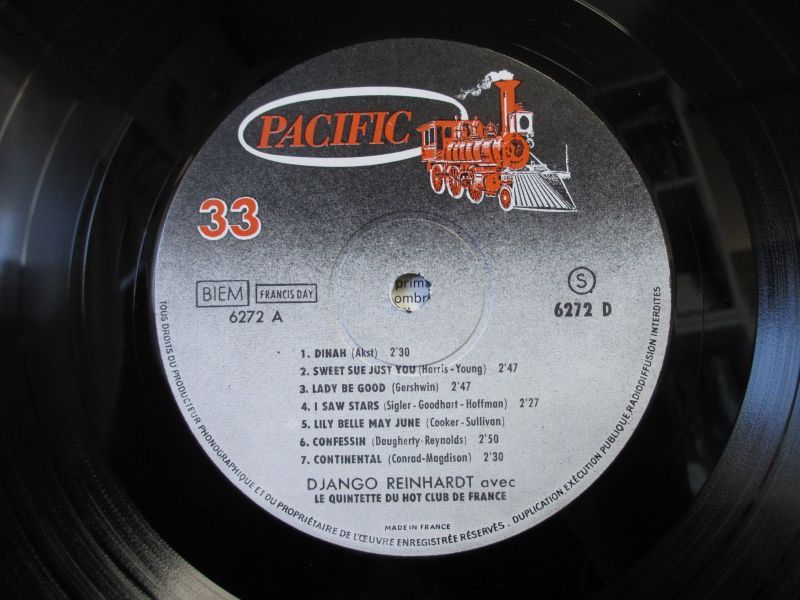 PACIFIC
33
prima
ombr
BIEM FRANCIS DAY
6272 A
S
6272 D
1. DINAH (Akst) 2'30
2. SWEET SUE JUST YOU (Harris - Young) 2'47
3. LADY BE GOOD (Gershwin) 2'47
4. I SAW STARS (Sigler - Goodhart - Hoffman) 2'27
5. LILY BELLE MAY JUNE (Cooker - Sullivan)
6. CONFESSIN (Daugherty - Reynolds) 2'50
7. CONTINENTAL (Conrad - Magdison) 2'30
DJANGO REINHARDT avec
LE QUINTETTE DU HOT CLUB DE FRANCE
MADE IN FRANCE
TOUS DROITS DU PRODUCTEUR PHONOGRAPHIQUE ET DU PROPRIÉTAIRE DE L'ŒUVRE ENREGISTRÉE RÉSERVÉS - DUPLICATION EXÉCUTION PUBLIQUE, RADIODIFFUSION INTERDITES